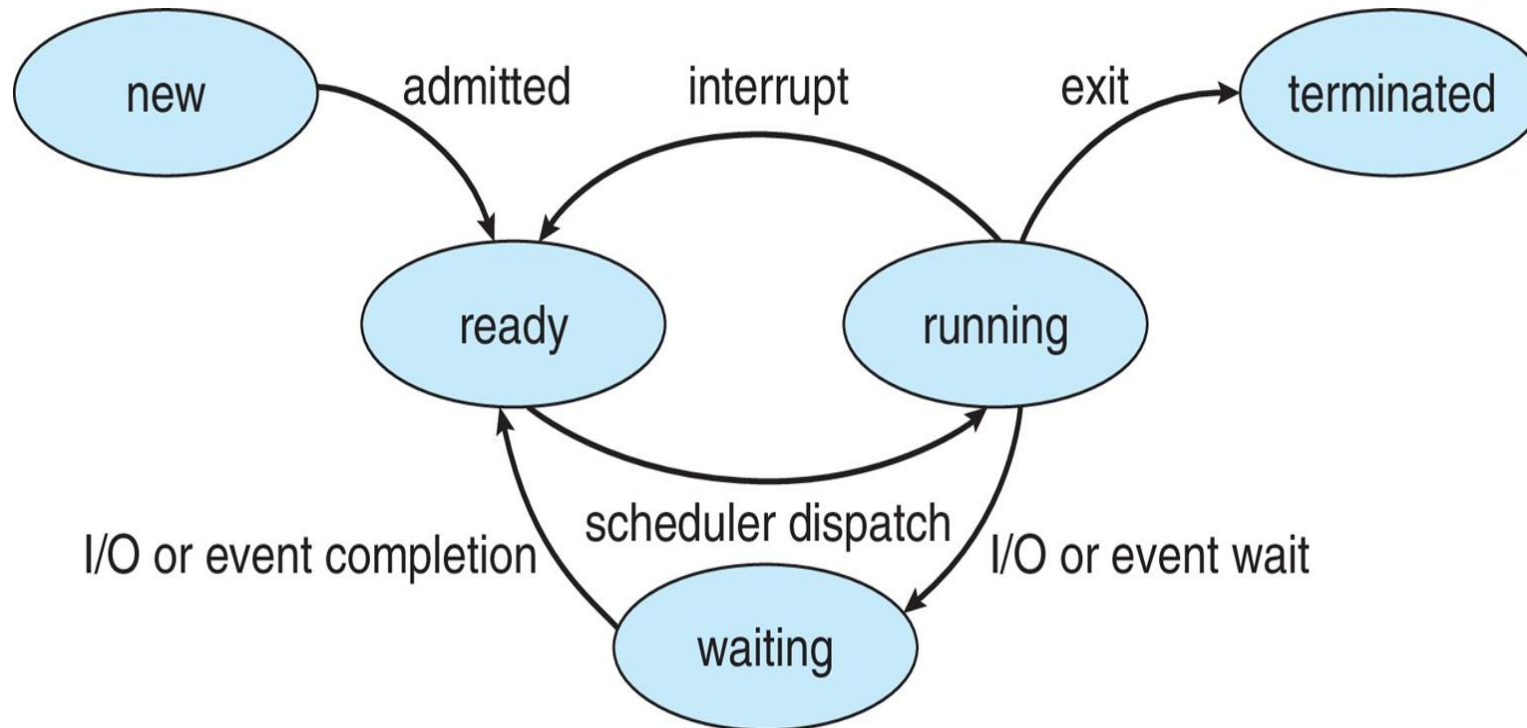 new
admitted
interrupt
exit
terminated
ready
running
scheduler dispatch
I/O or event completion
I/O or event wait
waiting